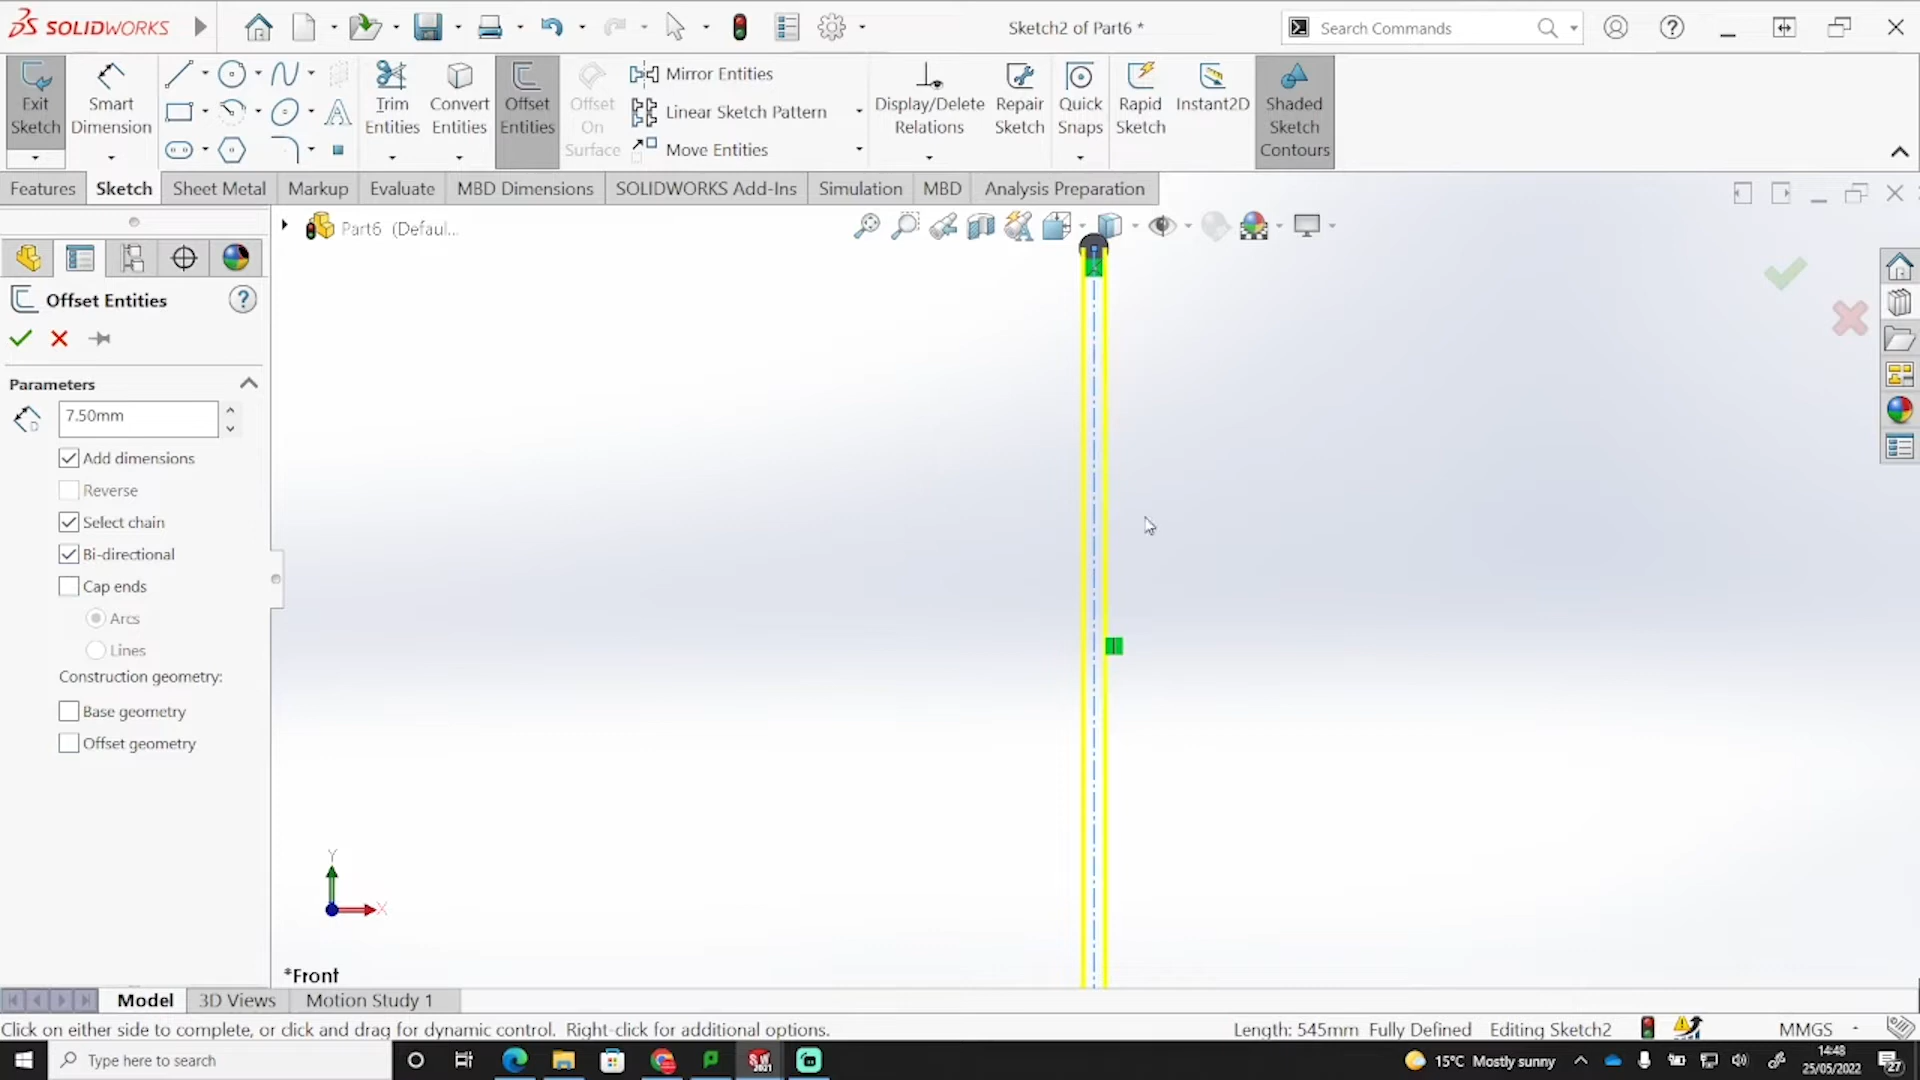 SOLIDWORKS
Sketch2 of Part6 *
Search Commands
Exit Sketch
Smart Dimension
Trim Entities
Convert Entities
Offset Entities
Offset On Surface
Mirror Entities
Linear Sketch Pattern
Move Entities
Display/Delete Relations
Repair Sketch
Quick Snaps
Rapid Sketch
Instant2D
Shaded Sketch Contours
Features
Sketch
Sheet Metal
Markup
Evaluate
MBD Dimensions
SOLIDWORKS Add-Ins
Simulation
MBD
Analysis Preparation
Part6 (Defaul...
Offset Entities
Parameters
7.50mm
Add dimensions
Reverse
Select chain
Bi-directional
Cap ends
Arcs
Lines
Construction geometry:
Base geometry
Offset geometry
Y
X
*Front
Model
3D Views
Motion Study 1
Click on either side to complete, or click and drag for dynamic control. Right-click for additional options.
Length: 545mm Fully Defined Editing Sketch2
MMGS
Type here to search
15°C Mostly sunny
14:48
25/05/2022
27